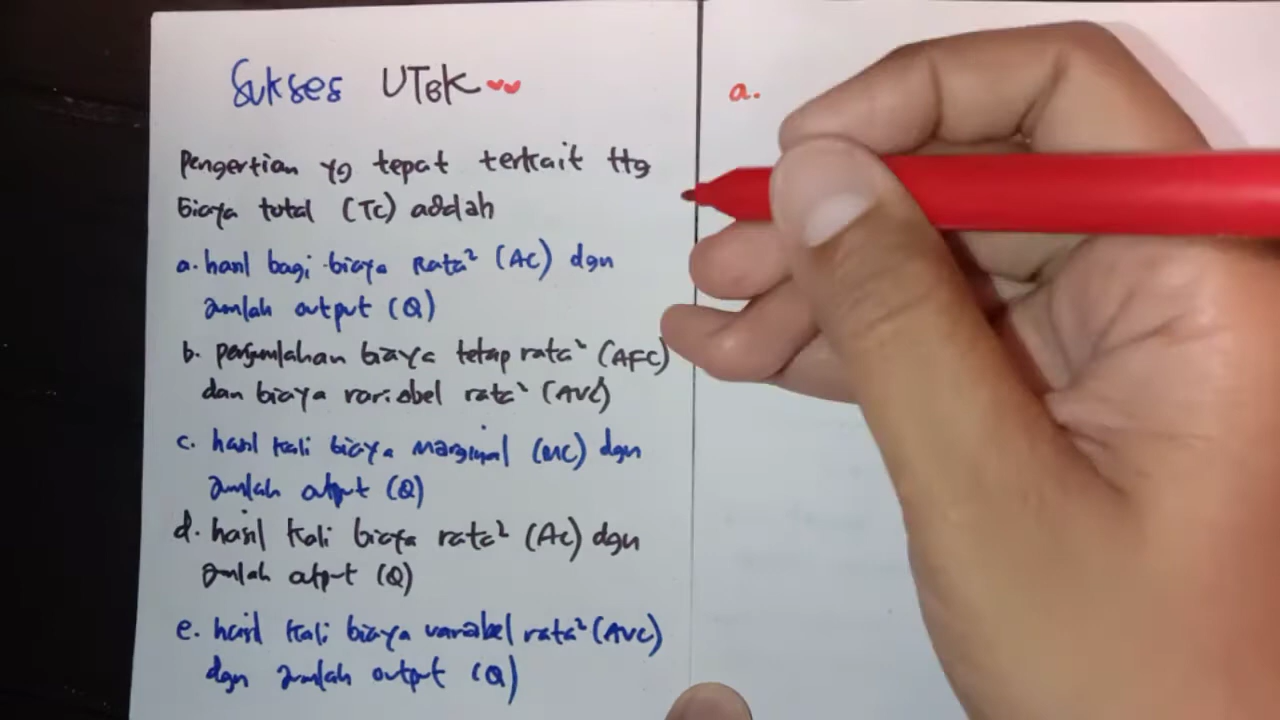 Sukses UTBK
Pengertian yg tepat terkait ttg
biaya total (TC) adalah
a. hasil bagi biaya rata² (AC) dgn
jumlah output (Q)
b. penjumlahan biaya tetap rata² (AFC)
dan biaya variabel rata² (AVC)
c. hasil kali biaya marginal (MC) dgn
jumlah output (Q)
d. hasil kali biaya rata² (AC) dgn
jumlah output (Q)
e. hasil kali biaya variabel rata² (AVC)
dgn jumlah output (Q)
a.